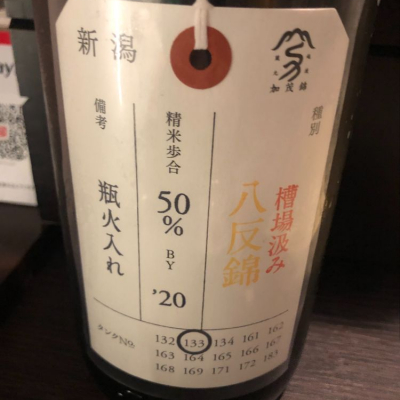 新潟
加茂錦
種別
槽場汲み
八反錦
精米歩合
50%
BY
'20
備考
瓶火入れ
タンクNo.
132 133 134 161 162
163 164 165 166 167
168 169 171 172 183